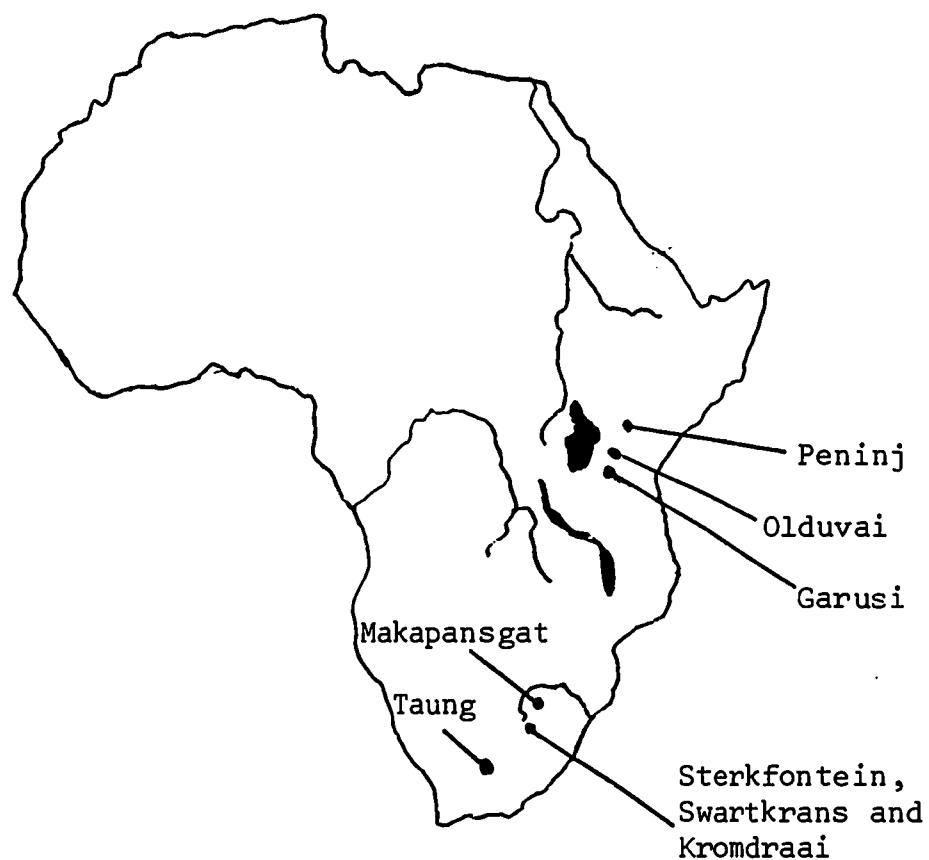 Peninj
Olduvai
Garusi
Makapansgat
Taung
Sterkfontein,
Swartkrans and
Kromdraai